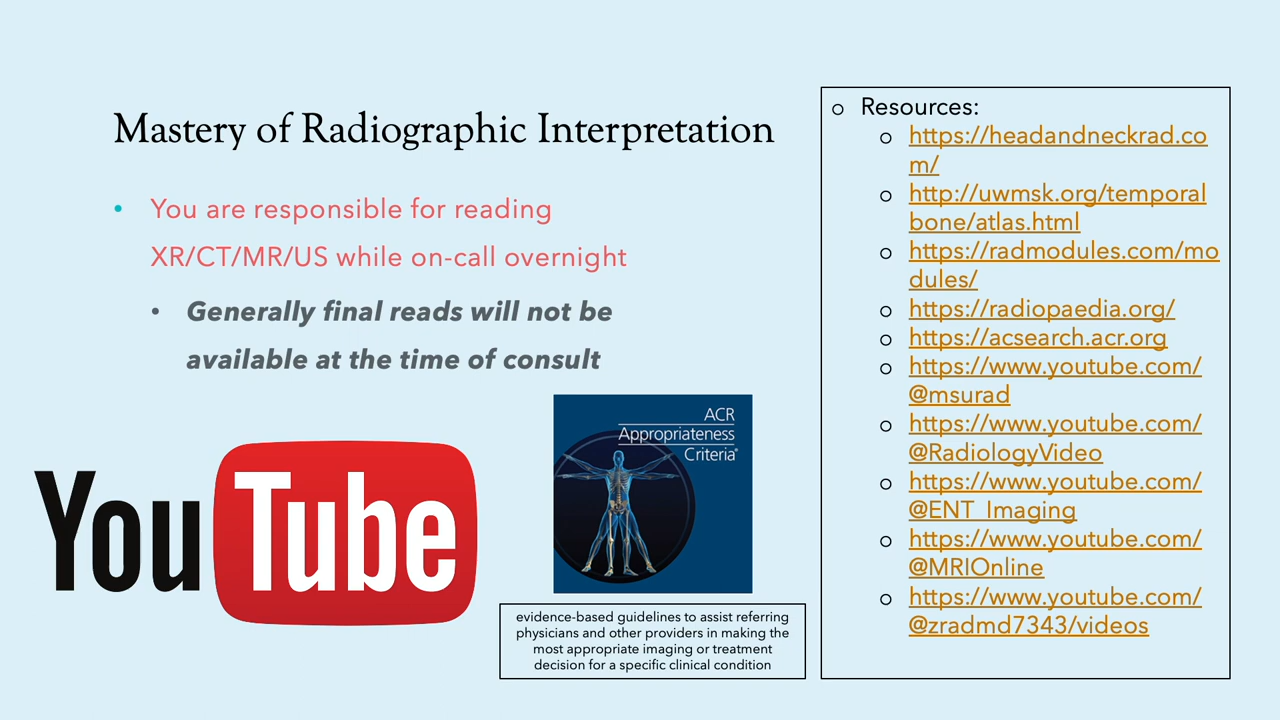 Mastery of Radiographic Interpretation
• You are responsible for reading
XR/CT/MR/US while on-call overnight
• Generally final reads will not be
available at the time of consult
YouTube
ACR
Appropriateness
Criteria®
evidence-based guidelines to assist referring
physicians and other providers in making the
most appropriate imaging or treatment
decision for a specific clinical condition
o Resources:
o https://headandneckrad.co
m/
o http://uwmsk.org/temporal
bone/atlas.html
o https://radmodules.com/mo
dules/
o https://radiopaedia.org/
o https://acsearch.acr.org
o https://www.youtube.com/
@msurad
o https://www.youtube.com/
@RadiologyVideo
o https://www.youtube.com/
@ENT_Imaging
o https://www.youtube.com/
@MRIOnline
o https://www.youtube.com/
@zradmd7343/videos